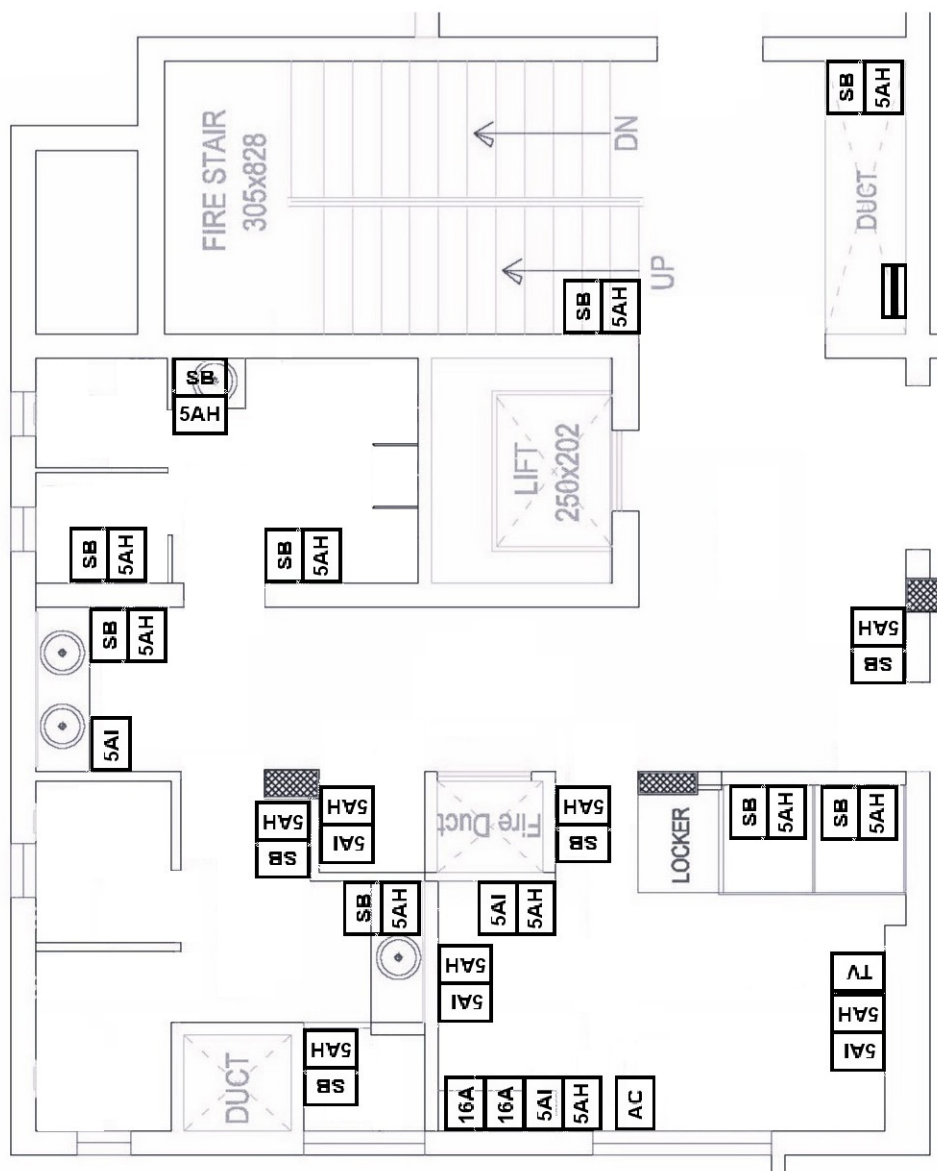 SB
5AH
FIRE STAIR
305x828
DN
UP
DUCT
SB
5AH
SB
5AH
LIFT
250x202
SB
5AH
SB
5AH
SB
5AH
5AH
SB
5AI
5AH
SB
5AH
5AI
Fire Duct
5AH
SB
LOCKER
SB
5AH
SB
5AH
SB
5AH
5AI
5AH
5AH
5AI
TV
5AH
5AI
DUCT
5AH
SB
16A
16A
5AI
5AH
AC